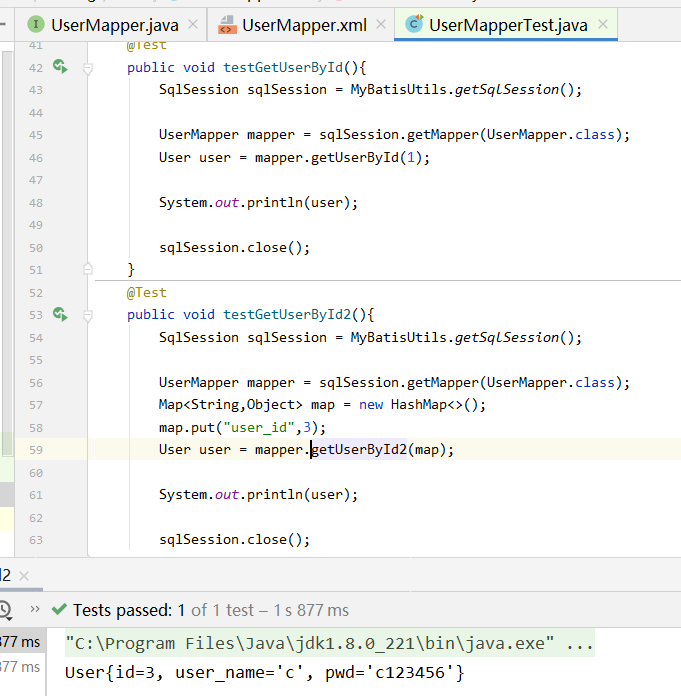 UserMapper.java UserMapper.xml UserMapperTest.java
41 @Test
42 public void testGetUserById(){
43 SqlSession sqlSession = MyBatisUtils.getSqlSession();
44
45 UserMapper mapper = sqlSession.getMapper(UserMapper.class);
46 User user = mapper.getUserById(1);
47
48 System.out.println(user);
49
50 sqlSession.close();
51 }
52 @Test
53 public void testGetUserById2(){
54 SqlSession sqlSession = MyBatisUtils.getSqlSession();
55
56 UserMapper mapper = sqlSession.getMapper(UserMapper.class);
57 Map<String,Object> map = new HashMap<>();
58 map.put("user_id",3);
59 User user = mapper.getUserById2(map);
60
61 System.out.println(user);
62
63 sqlSession.close();
12
Tests passed: 1 of 1 test – 1 s 877 ms
877 ms "C:\Program Files\Java\jdk1.8.0_221\bin\java.exe" ...
877 ms User{id=3, user_name='c', pwd='c123456'}